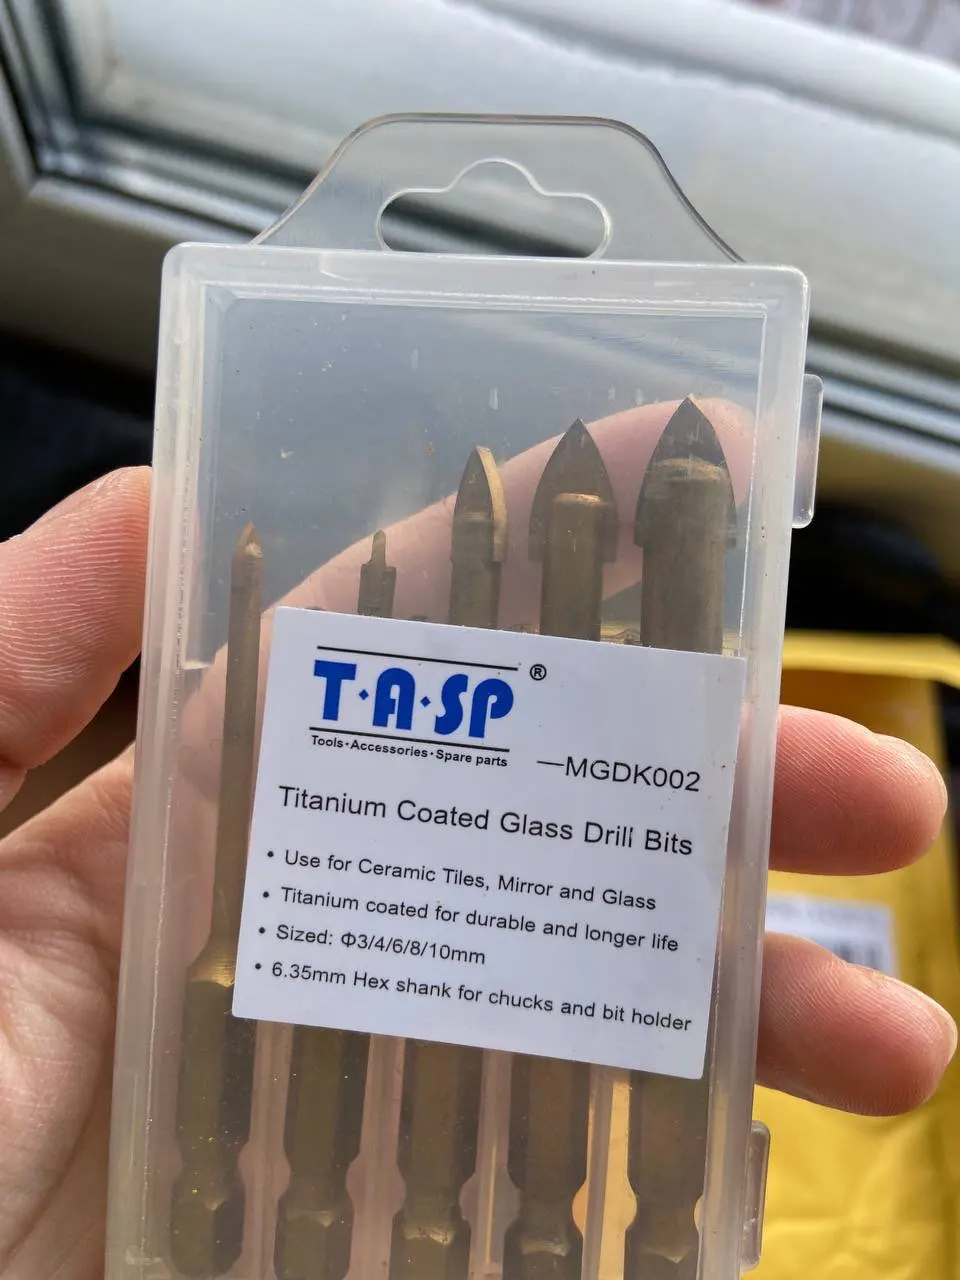 T·A·SP®
Tools·Accessories·Spare parts
—MGDK002
Titanium Coated Glass Drill Bits
• Use for Ceramic Tiles, Mirror and Glass
• Titanium coated for durable and longer life
• Sized: Φ3/4/6/8/10mm
• 6.35mm Hex shank for chucks and bit holder